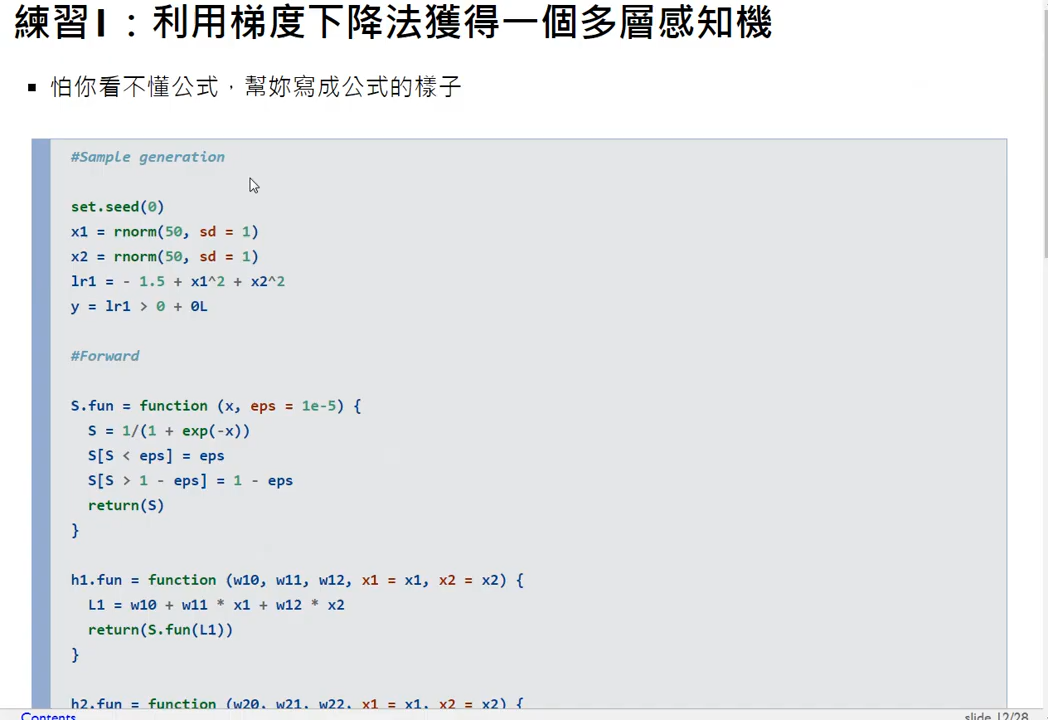 練習1：利用梯度下降法獲得一個多層感知機
▪ 怕你看不懂公式，幫妳寫成公式的樣子
#Sample generation
set.seed(0)
x1 = rnorm(50, sd = 1)
x2 = rnorm(50, sd = 1)
lr1 = - 1.5 + x1^2 + x2^2
y = lr1 > 0 + 0L
#Forward
S.fun = function (x, eps = 1e-5) {
  S = 1/(1 + exp(-x))
  S[S < eps] = eps
  S[S > 1 - eps] = 1 - eps
  return(S)
}
h1.fun = function (w10, w11, w12, x1 = x1, x2 = x2) {
  L1 = w10 + w11 * x1 + w12 * x2
  return(S.fun(L1))
}
h2.fun = function (w20, w21, w22, x1 = x1, x2 = x2) {
Contents
slide 12/28